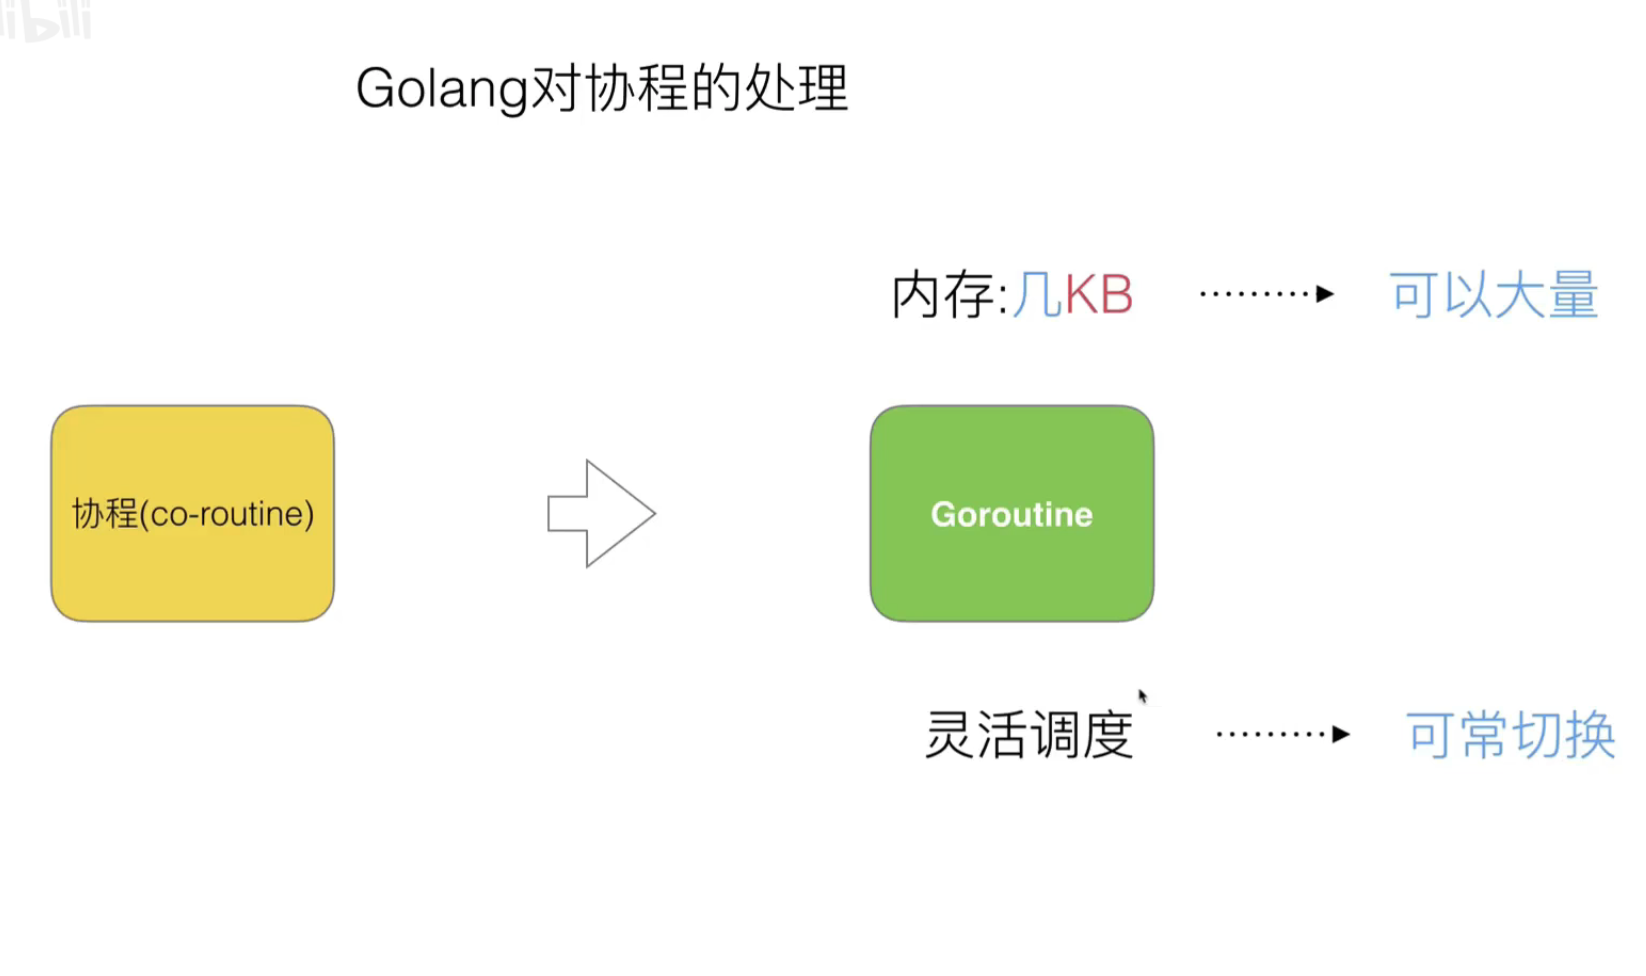 libili
Golang对协程的处理
内存:几KB
可以大量
协程(co-routine)
Goroutine
灵活调度
可常切换